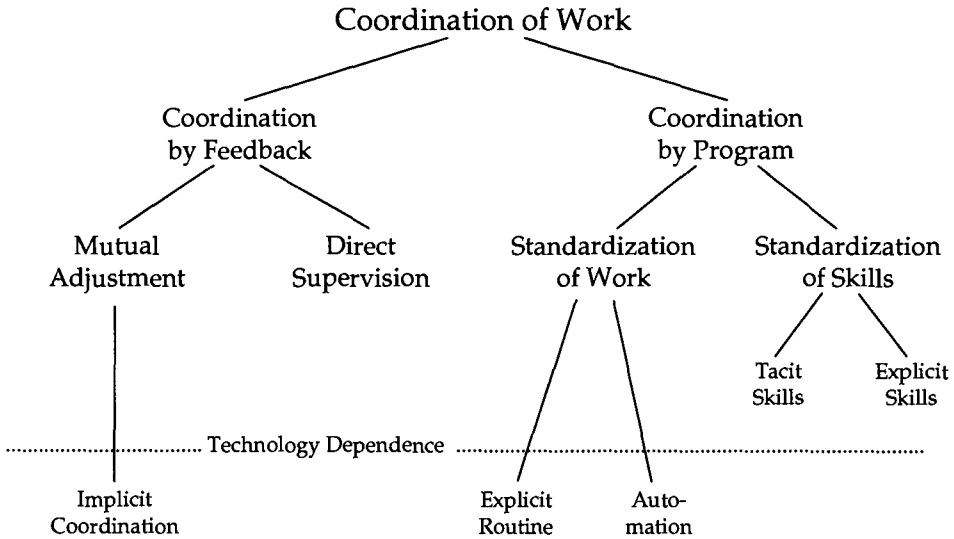 Coordination of Work
Coordination
by Feedback
Coordination
by Program
Mutual
Adjustment
Direct
Supervision
Standardization
of Work
Standardization
of Skills
Tacit
Skills
Explicit
Skills
Technology Dependence
Implicit
Coordination
Explicit
Routine
Auto-
mation